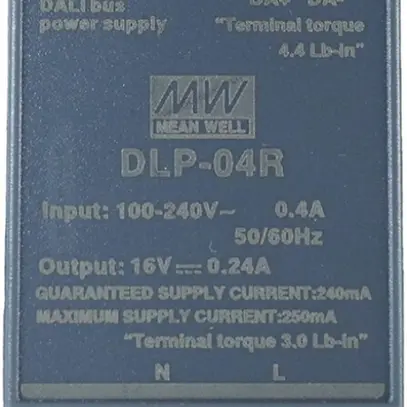 DALI bus
power supply
DA+ DA-
"Terminal torque
4.4 Lb-in"
MW
MEAN WELL
DLP-04R
Input: 100-240V~ 0.4A
50/60Hz
Output: 16V⎓0.24A
GUARANTEED SUPPLY CURRENT:240mA
MAXIMUM SUPPLY CURRENT:250mA
"Terminal torque 3.0 Lb-in"
N L